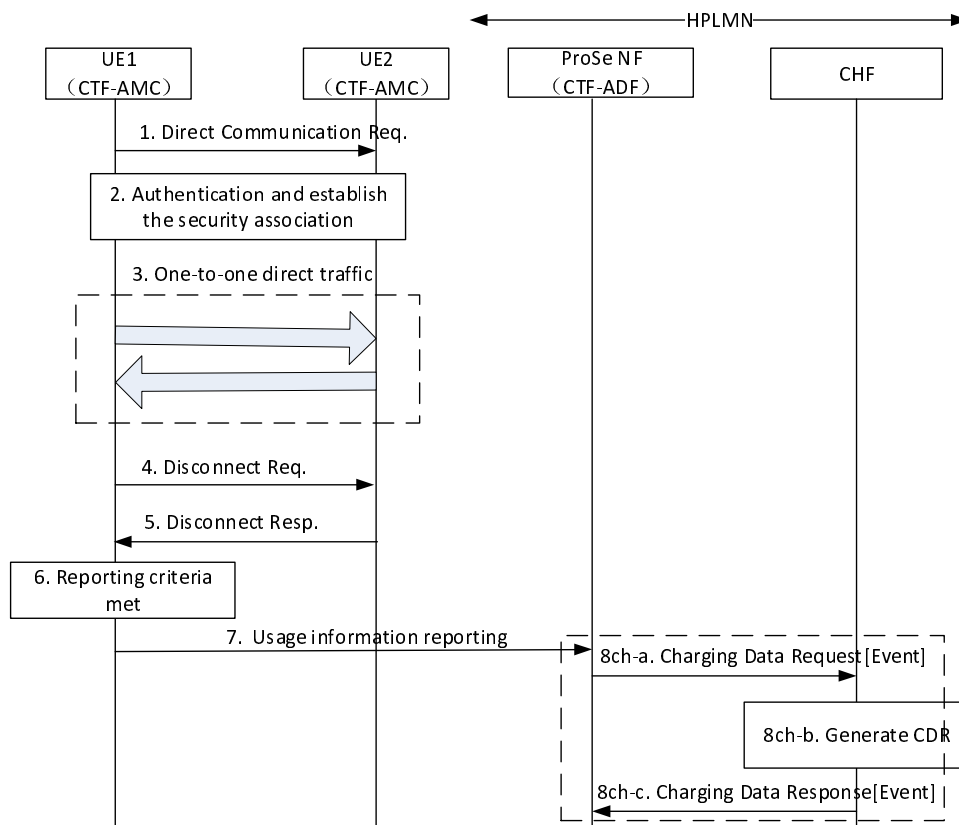 HPLMN
UE1
（CTF-AMC）
UE2
（CTF-AMC）
ProSe NF
（CTF-ADF）
CHF
1. Direct Communication Req.
2. Authentication and establish
the security association
3. One-to-one direct traffic
4. Disconnect Req.
5. Disconnect Resp.
6. Reporting criteria
met
7. Usage information reporting
8ch-a. Charging Data Request[Event]
8ch-b. Generate CDR
8ch-c. Charging Data Response[Event]